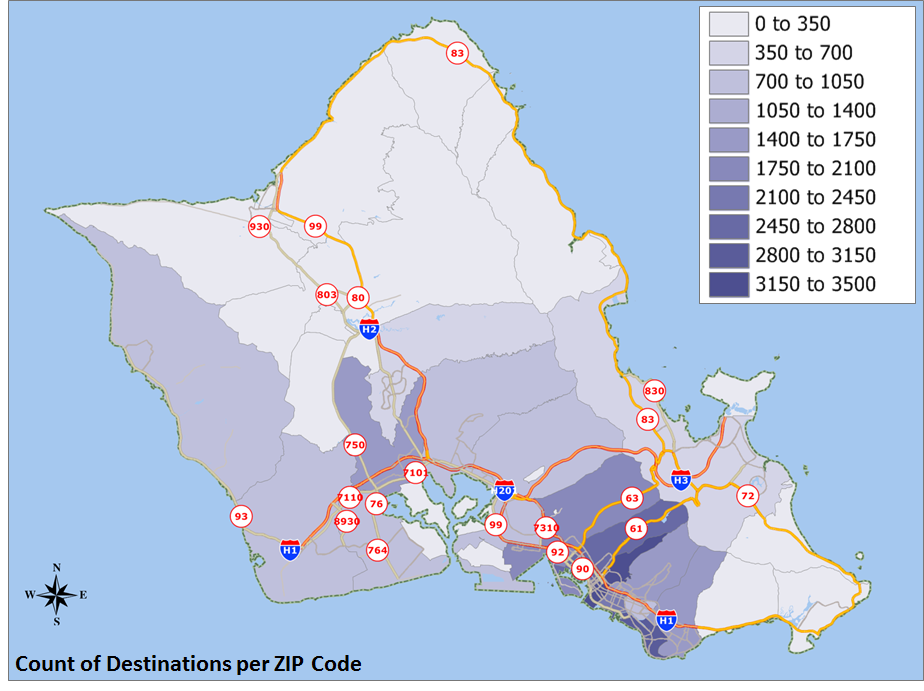 83
0 to 350
350 to 700
700 to 1050
1050 to 1400
1400 to 1750
1750 to 2100
2100 to 2450
2450 to 2800
2800 to 3150
3150 to 3500
930
99
803
80
H2
830
83
750
7101
H3
H20
7110
76
63
72
93
8930
99
7310
61
H1
764
92
90
N
W E
S
H1
Count of Destinations per ZIP Code